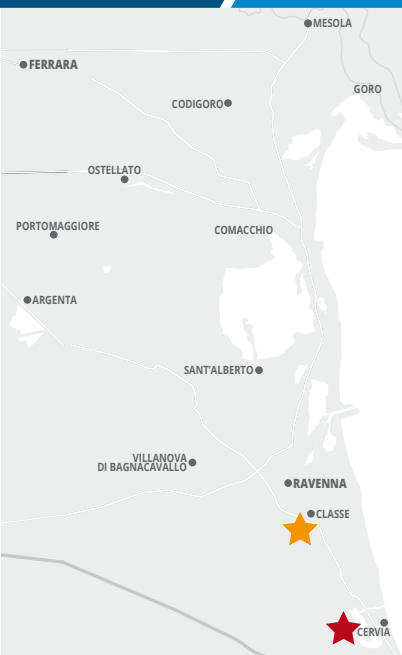 MESOLA
FERRARA
GORO
CODIGORO
OSTELLATO
PORTOMAGGIORE
COMACCHIO
ARGENTA
SANT'ALBERTO
VILLANOVA
DI BAGNACAVALLO
RAVENNA
CLASSE
CERVIA